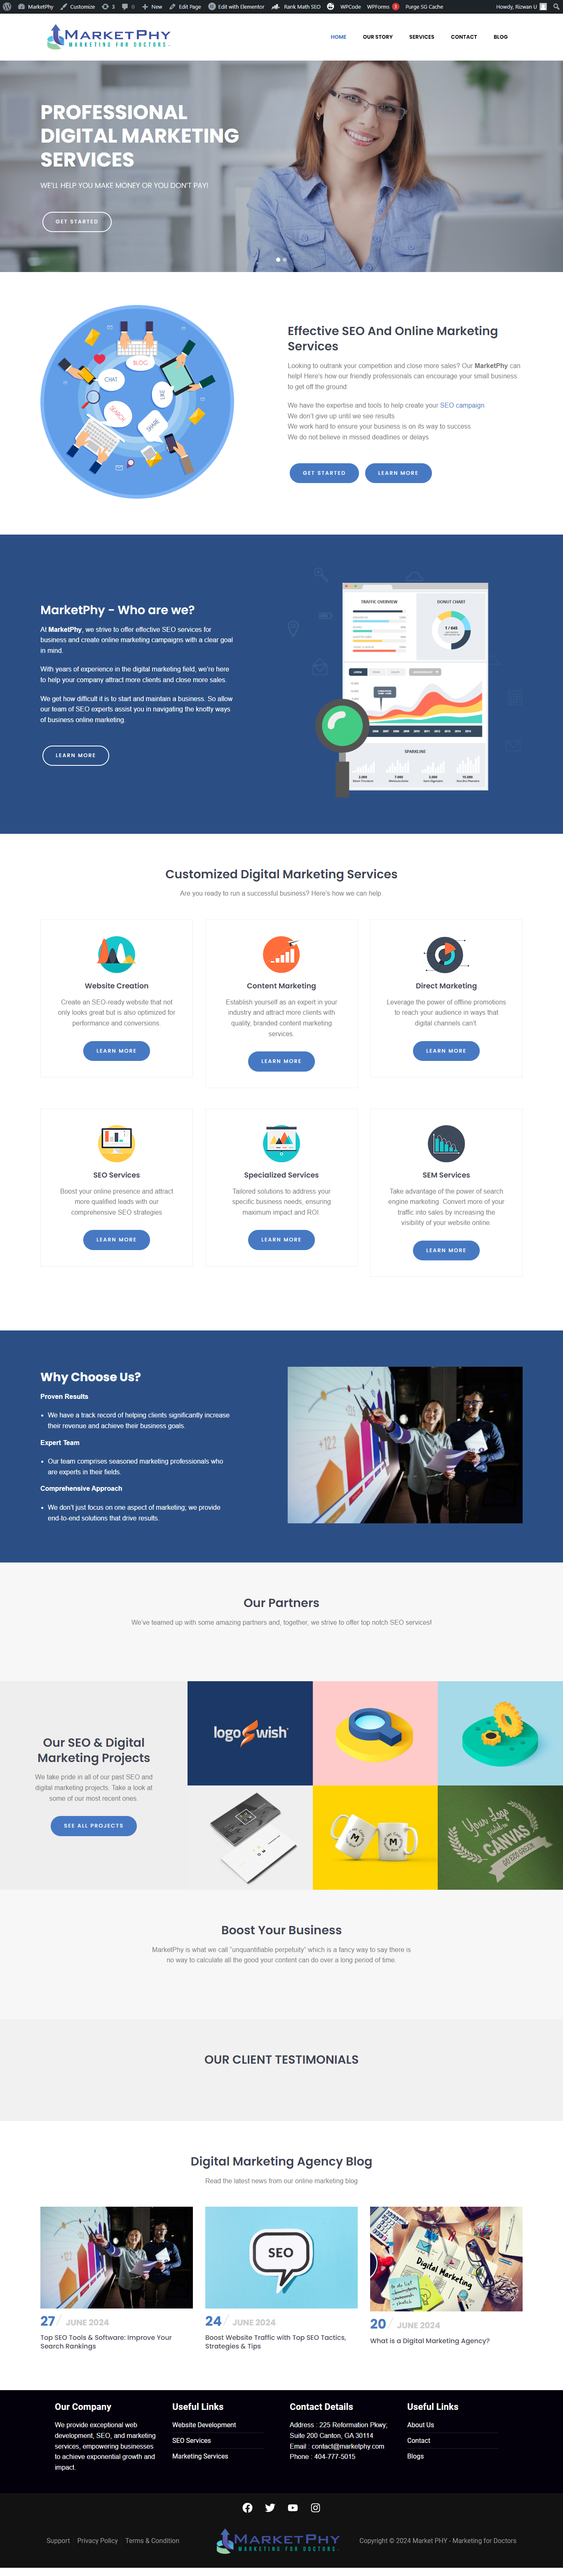 MarketPhy
Customize
3
0
New
Edit Page
Edit with Elementor
Rank Math SEO
WPCode
WPForms
Purge SG Cache
Howdy, Rizwan U
MARKETPHY
MARKETING FOR DOCTORS
HOME
OUR STORY
SERVICES
CONTACT
BLOG
PROFESSIONAL
DIGITAL MARKETING
SERVICES
WE'LL HELP YOU MAKE MONEY OR YOU DON'T PAY!
GET STARTED
BLOG
CHAT
LIKE
SEARCH
SHARE
Effective SEO And Online Marketing
Services
Looking to outrank your competition and close more sales? Our MarketPhy can
help! Here's how our friendly professionals can encourage your small business
to get off the ground:
We have the expertise and tools to help create your SEO campaign
We don't give up until we see results
We work hard to ensure your business is on its way to success
We do not believe in missed deadlines or delays
GET STARTED
LEARN MORE
MarketPhy - Who are we?
At MarketPhy, we strive to offer effective SEO services for
business and create online marketing campaigns with a clear goal
in mind.
With years of experience in the digital marketing field, we're here
to help your company attract more clients and close more sales.
We get how difficult it is to start and maintain a business. So allow
our team of SEO experts assist you in navigating the knotty ways
of business online marketing.
LEARN MORE
TRAFFIC OVERVIEW
DONUT CHART
1 / 645
SPARKLINE
Customized Digital Marketing Services
Are you ready to run a successful business? Here's how we can help.
Website Creation
Create an SEO-ready website that not
only looks great but is also optimized for
performance and conversions.
LEARN MORE
Content Marketing
Establish yourself as an expert in your
industry and attract more clients with
quality, branded content marketing
services.
LEARN MORE
Direct Marketing
Leverage the power of offline promotions
to reach your audience in ways that
digital channels can't.
LEARN MORE
SEO Services
Boost your online presence and attract
more qualified leads with our
comprehensive SEO strategies
LEARN MORE
Specialized Services
Tailored solutions to address your
specific business needs, ensuring
maximum impact and ROI.
LEARN MORE
SEM Services
Take advantage of the power of search
engine marketing. Convert more of your
traffic into sales by increasing the
visibility of your website online.
LEARN MORE
Why Choose Us?
Proven Results
We have a track record of helping clients significantly increase
their revenue and achieve their business goals.
Expert Team
Our team comprises seasoned marketing professionals who
are experts in their fields.
Comprehensive Approach
We don't just focus on one aspect of marketing; we provide
end-to-end solutions that drive results.
Our Partners
We've teamed up with some amazing partners and, together, we strive to offer top notch SEO services!
Our SEO & Digital
Marketing Projects
We take pride in all of our past SEO and
digital marketing projects. Take a look at
some of our most recent ones.
SEE ALL PROJECTS
logoSwish
M
M
Your Logo
CANVAS
Boost Your Business
MarketPhy is what we call "unquantifiable perpetuity" which is a fancy way to say there is
no way to calculate all the good your content can do over a long period of time.
OUR CLIENT TESTIMONIALS
Digital Marketing Agency Blog
Read the latest news from our online marketing blog
SEO
Digital Marketing
27 / JUNE 2024
Top SEO Tools & Software: Improve Your
Search Rankings
24 / JUNE 2024
Boost Website Traffic with Top SEO Tactics,
Strategies & Tips
20 / JUNE 2024
What is a Digital Marketing Agency?
Our Company
We provide exceptional web
development, SEO, and marketing
services, empowering businesses
to achieve exponential growth and
impact.
Useful Links
Website Development
SEO Services
Marketing Services
Contact Details
Address : 225 Reformation Pkwy;
Suite 200 Canton, GA 30114
Email : contact@marketphy.com
Phone : 404-777-5015
Useful Links
About Us
Contact
Blogs
Support
Privacy Policy
Terms & Condition
MARKETPHY
MARKETING FOR DOCTORS
Copyright © 2024 Market PHY - Marketing for Doctors